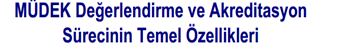 MÜDEK Değerlendirme ve Akreditasyon
Sürecinin Temel Özellikleri